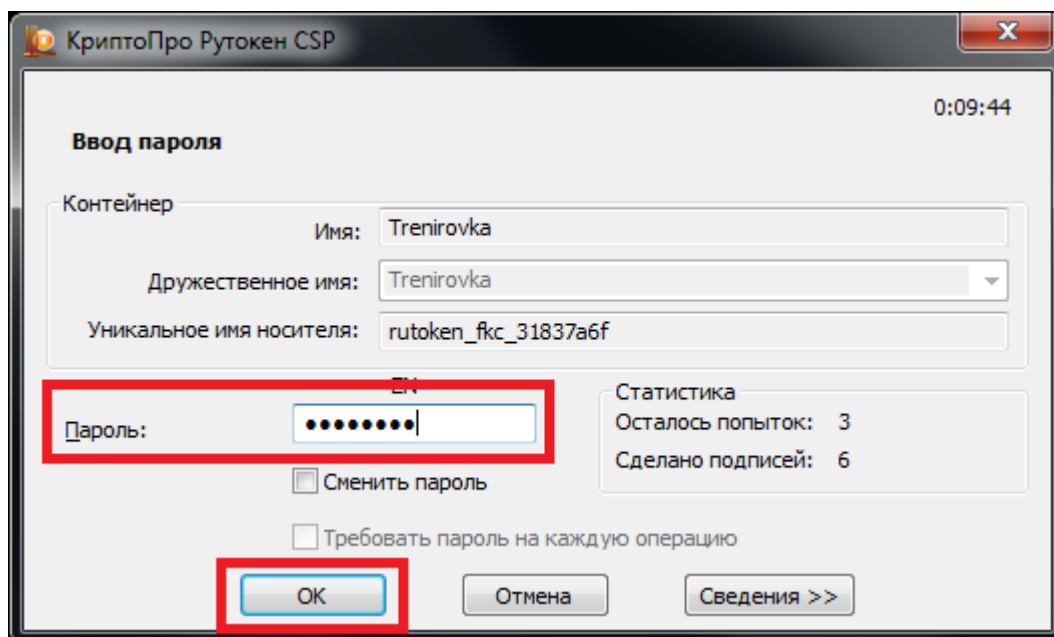 КриптоПро Рутокен CSP
0:09:44
Ввод пароля
Контейнер
Имя: Trenirovka
Дружественное имя: Trenirovka
Уникальное имя носителя: rutoken_fkc_31837a6f
EN
Пароль: ••••••••
Сменить пароль
Требовать пароль на каждую операцию
Статистика
Осталось попыток: 3
Сделано подписей: 6
OK
Отмена
Сведения >>